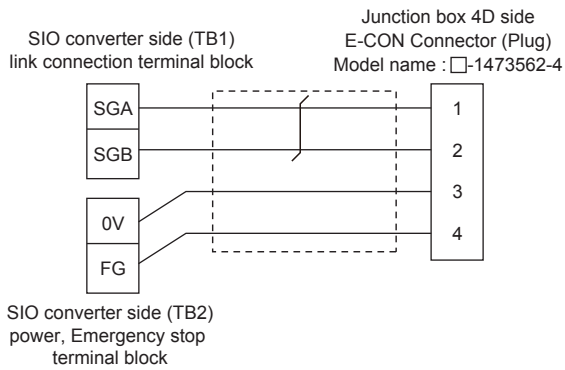 SIO converter side (TB1)
link connection terminal block
Junction box 4D side
E-CON Connector (Plug)
Model name : □-1473562-4
SGA
SGB
0V
FG
1
2
3
4
SIO converter side (TB2)
power, Emergency stop
terminal block